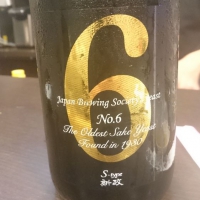 6
Japan Brewing Society Yeast
No.6
The Oldest Sake Yeast
Found in 1930
S-type
新政